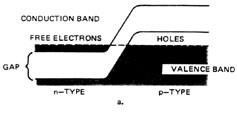 CONDUCTION BAND
FREE ELECTRONS
HOLES
GAP
VALENCE BAND
n-TYPE
p-TYPE
a.